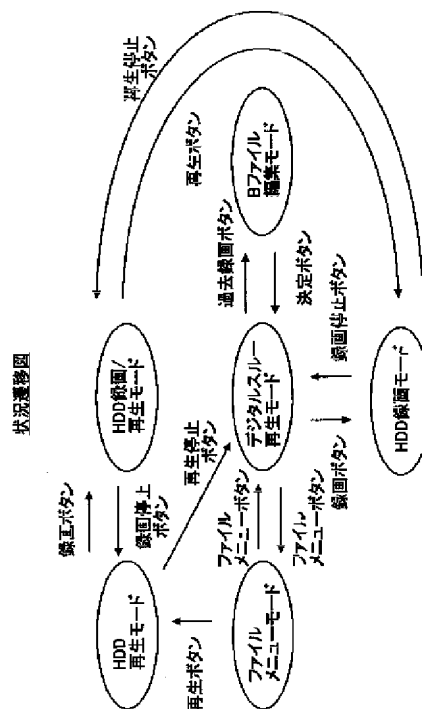 状況遷移図
録画ボタン
HDD
再生モード
録画停止
ボタン
HDD録画/
再生モード
再生停止
ボタン
再生ボタン
再生停止
ボタン
再生ボタン
ファイル
メニューモード
ファイル
メニューボタン
ファイル
メニューボタン
デジタルスルー
再生モード
過去録画ボタン
決定ボタン
Bファイル
編集モード
録画ボタン
録画停止ボタン
HDD録画モード